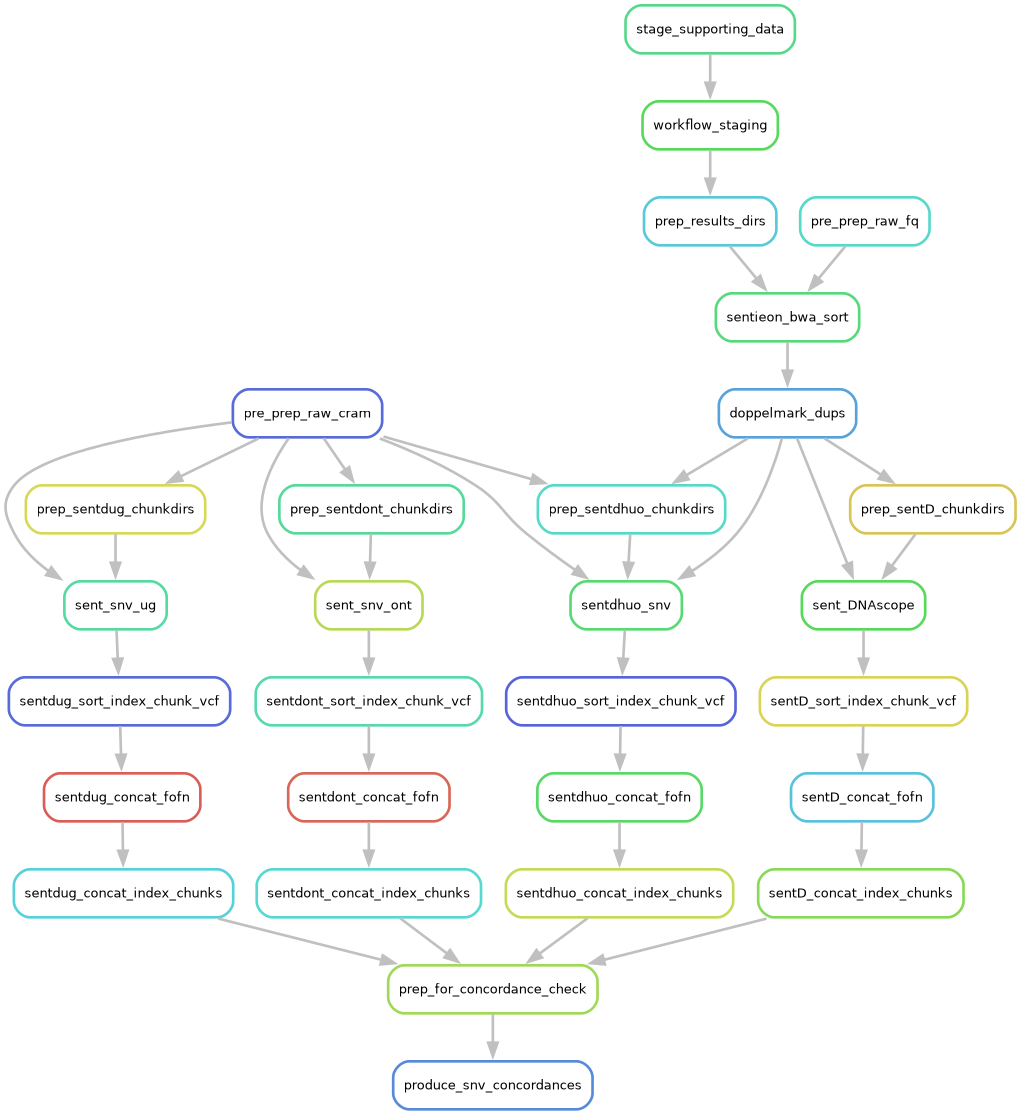 stage_supporting_data
workflow_staging
prep_results_dirs
pre_prep_raw_fq
sentieon_bwa_sort
pre_prep_raw_cram
doppelmark_dups
prep_sentdug_chunkdirs
prep_sentdont_chunkdirs
prep_sentdhuo_chunkdirs
prep_sentD_chunkdirs
sent_snv_ug
sent_snv_ont
sentdhuo_snv
sent_DNAscope
sentdug_sort_index_chunk_vcf
sentdont_sort_index_chunk_vcf
sentdhuo_sort_index_chunk_vcf
sentD_sort_index_chunk_vcf
sentdug_concat_fofn
sentdont_concat_fofn
sentdhuo_concat_fofn
sentD_concat_fofn
sentdug_concat_index_chunks
sentdont_concat_index_chunks
sentdhuo_concat_index_chunks
sentD_concat_index_chunks
prep_for_concordance_check
produce_snv_concordances